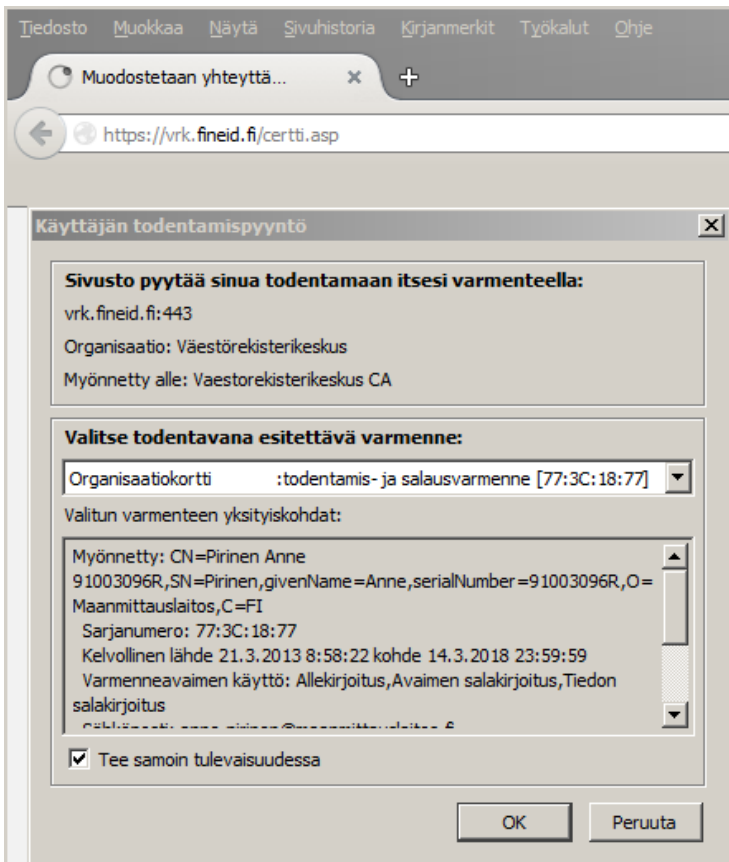 Tiedosto Muokkaa Näytä Sivuhistoria Kirjanmerkit Työkalut Ohje
Muodostetaan yhteyttä...
https://vrk.fineid.fi/certti.asp
Käyttäjän todentamispyyntö
Sivusto pyytää sinua todentamaan itsesi varmenteella:
vrk.fineid.fi:443
Organisaatio: Väestörekisterikeskus
Myönnetty alle: Vaestorekisterikeskus CA
Valitse todentavana esitettävä varmenne:
Organisaatiokortti :todentamis- ja salausvarmenne [77:3C:18:77]
Valitun varmenteen yksityiskohdat:
Myönnetty: CN=Pirinen Anne
91003096R,SN=Pirinen,givenName=Anne,serialNumber=91003096R,O=
Maanmittauslaitos,C=FI
Sarjanumero: 77:3C:18:77
Kelvollinen lähde 21.3.2013 8:58:22 kohde 14.3.2018 23:59:59
Varmenneavaimen käyttö: Allekirjoitus,Avaimen salakirjoitus,Tiedon
salakirjoitus
Tee samoin tulevaisuudessa
OK Peruuta